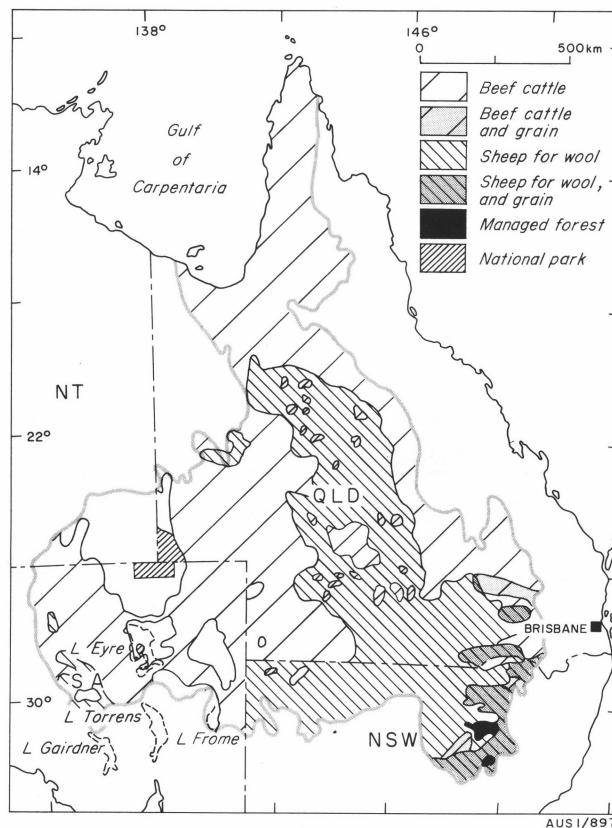 138°
146°
0 500km
Beef cattle
Beef cattle
and grain
Sheep for wool
Sheep for wool,
and grain
Managed forest
National park
Gulf
of
Carpentaria
14°
NT
22°
QLD
BRISBANE
L Eyre
SA
30°
L Torrens
L Gairdner
L Frome
NSW
AUS 1/897